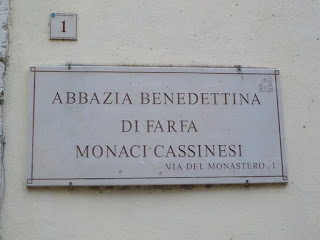 1
ABBAZIA BENEDETTINA
DI FARFA
MONACI CASSINESI
VIA DEL MONASTERO, 1